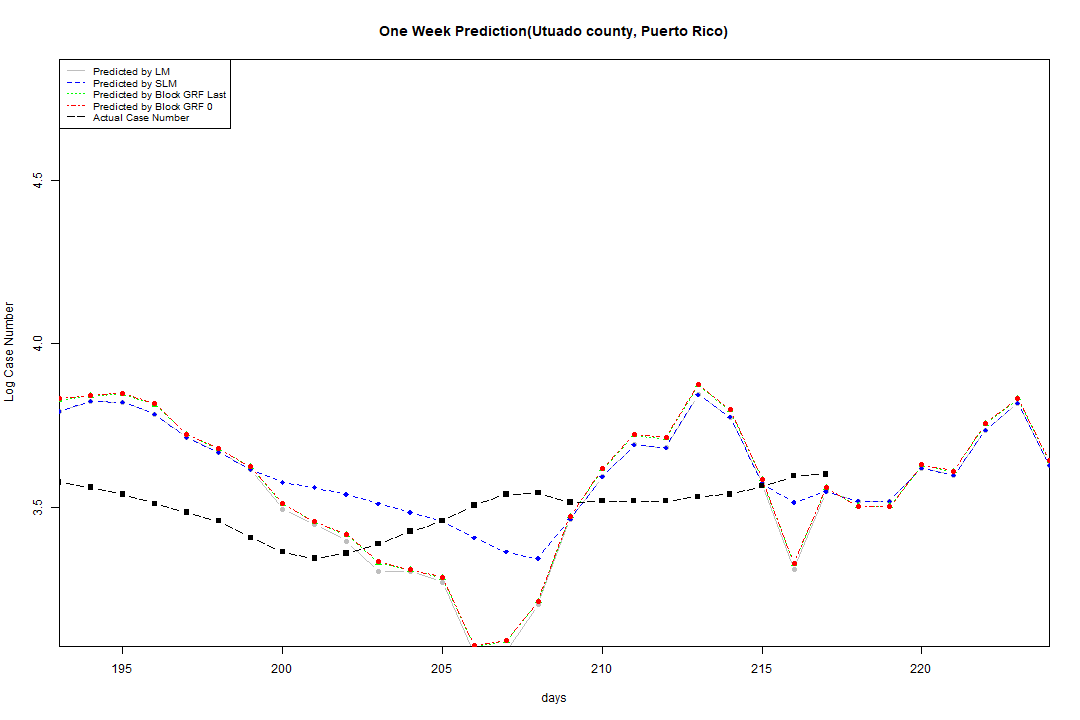 One Week Prediction(Utuado county, Puerto Rico)
Predicted by LM
Predicted by SLM
Predicted by Block GRF Last
Predicted by Block GRF 0
Actual Case Number
4.5
4.0
3.5
Log Case Number
195 200 205 210 215 220
days